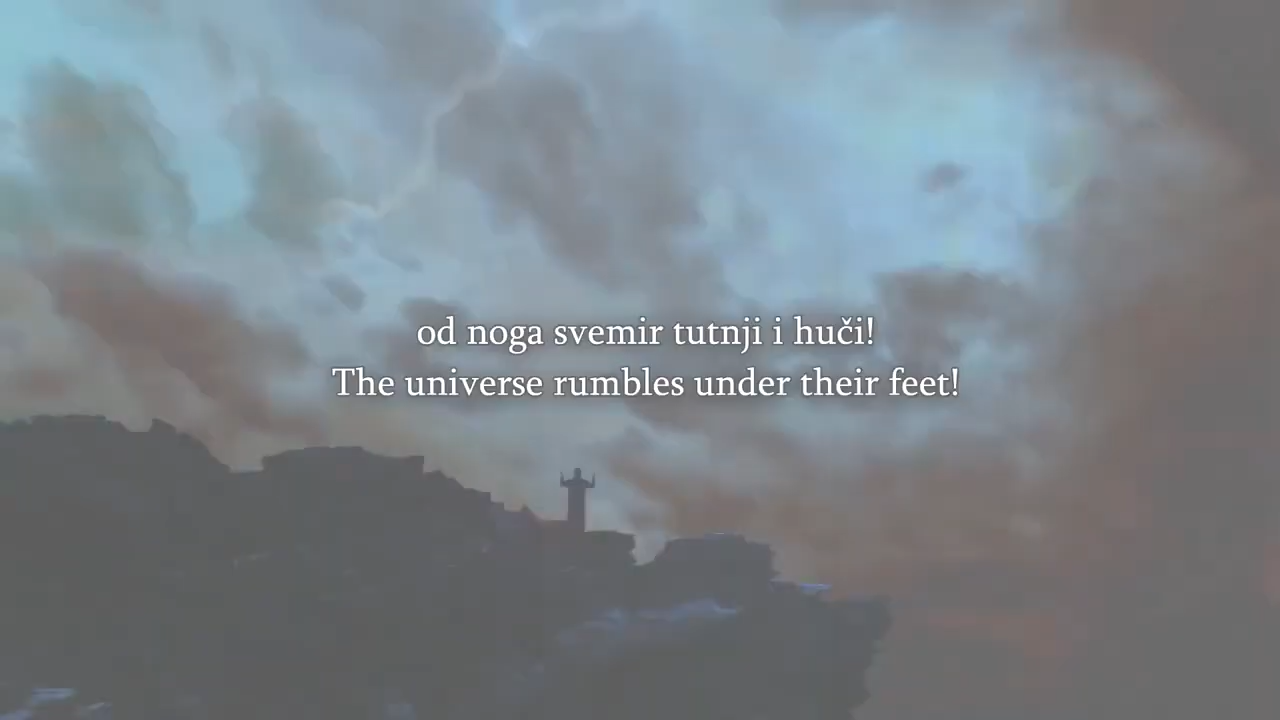 od noga svemir tutnji i huči!
The universe rumbles under their feet!